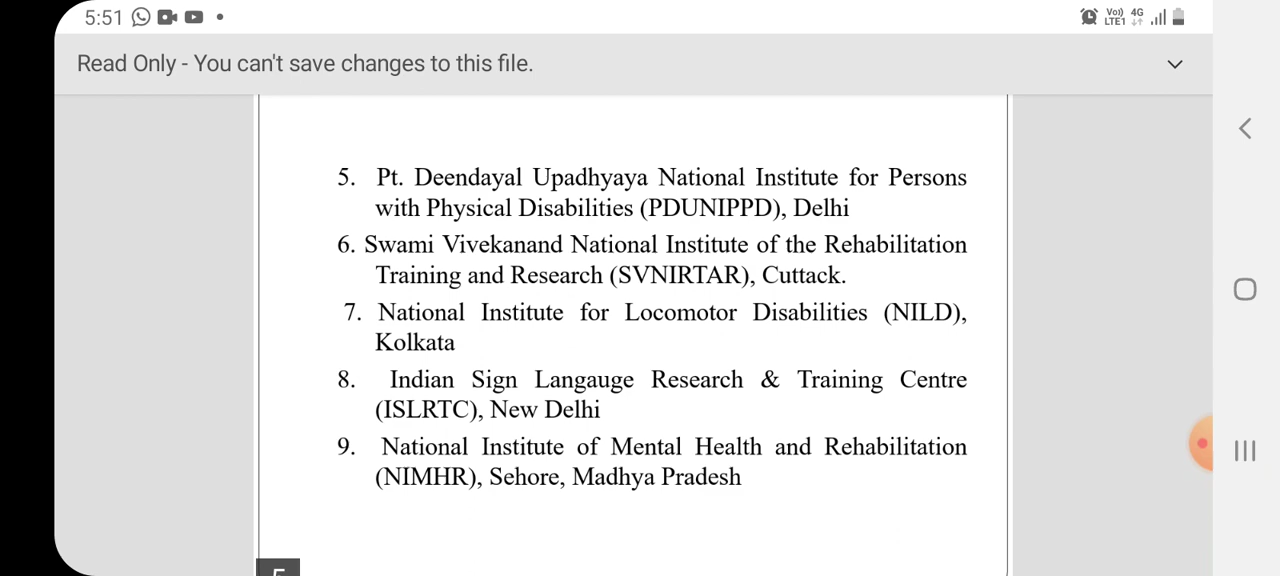 5:51
Vo)) 4G
LTE1
Read Only - You can't save changes to this file.
5. Pt. Deendayal Upadhyaya National Institute for Persons
with Physical Disabilities (PDUNIPPD), Delhi
6. Swami Vivekanand National Institute of the Rehabilitation
Training and Research (SVNIRTAR), Cuttack.
7. National Institute for Locomotor Disabilities (NILD),
Kolkata
8. Indian Sign Langauge Research & Training Centre
(ISLRTC), New Delhi
9. National Institute of Mental Health and Rehabilitation
(NIMHR), Sehore, Madhya Pradesh